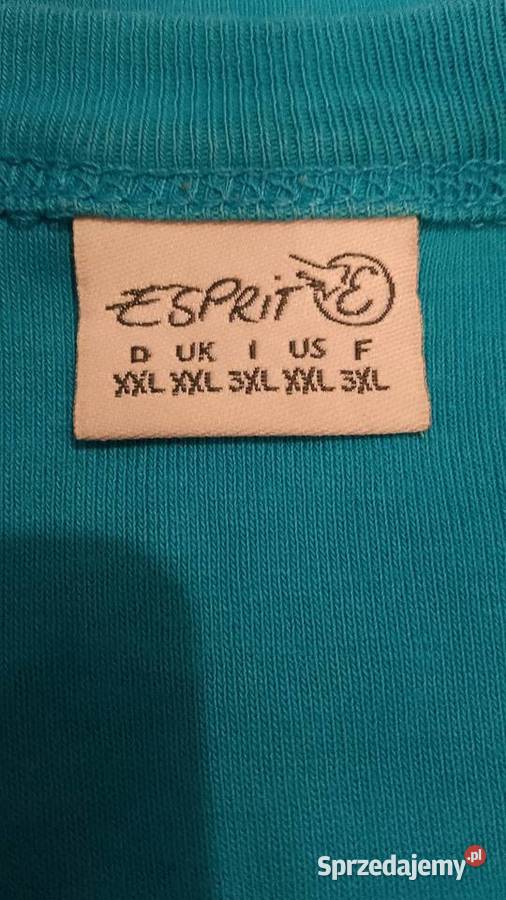 ESPRIT E
D UK I US F
XXL XXL 3XL XXL 3XL
Sprzedajemy.pl